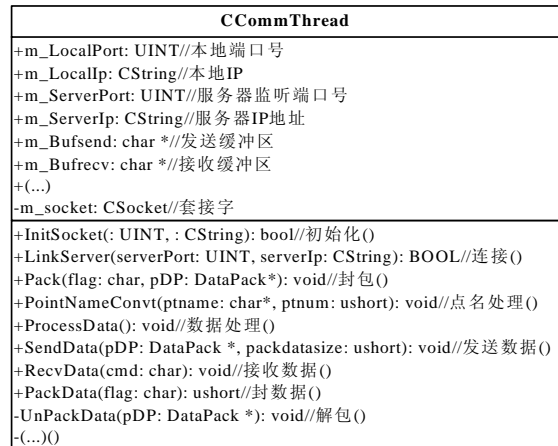 CCommThread
+m_LocalPort: UINT//本地端口号
+m_LocalIp: CString//本地IP
+m_ServerPort: UINT//服务器监听端口号
+m_ServerIp: CString//服务器IP地址
+m_Bufsend: char *//发送缓冲区
+m_Bufrecv: char *//接收缓冲区
+(...)
-m_socket: CSocket//套接字
+InitSocket(: UINT, : CString): bool//初始化()
+LinkServer(serverPort: UINT, serverIp: CString): BOOL//连接()
+Pack(flag: char, pDP: DataPack*): void//封包()
+PointNameConvt(ptname: char*, ptnum: ushort): void//点名处理()
+ProcessData(): void//数据处理()
+SendData(pDP: DataPack *, packdatasize: ushort): void//发送数据()
+RecvData(cmd: char): void//接收数据()
+PackData(flag: char): ushort//封数据()
-UnPackData(pDP: DataPack *): void//解包()
-(...)()